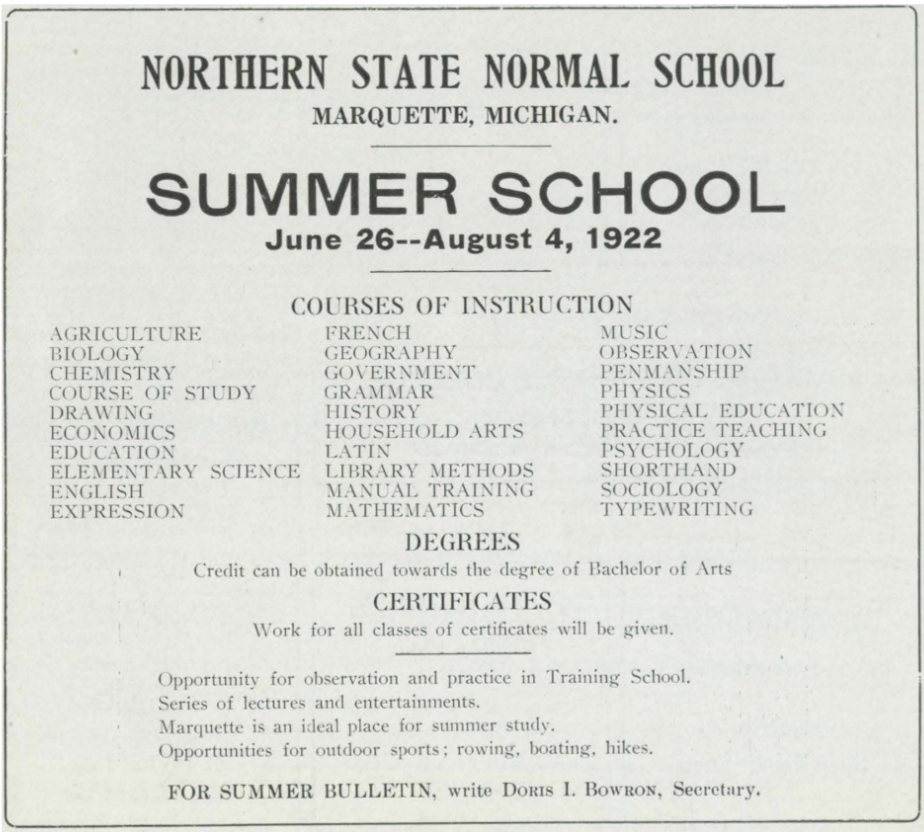 NORTHERN STATE NORMAL SCHOOL
MARQUETTE, MICHIGAN.
SUMMER SCHOOL
June 26--August 4, 1922
COURSES OF INSTRUCTION
AGRICULTURE
BIOLOGY
CHEMISTRY
COURSE OF STUDY
DRAWING
ECONOMICS
EDUCATION
ELEMENTARY SCIENCE
ENGLISH
EXPRESSION
FRENCH
GEOGRAPHY
GOVERNMENT
GRAMMAR
HISTORY
HOUSEHOLD ARTS
LATIN
LIBRARY METHODS
MANUAL TRAINING
MATHEMATICS
MUSIC
OBSERVATION
PENMANSHIP
PHYSICS
PHYSICAL EDUCATION
PRACTICE TEACHING
PSYCHOLOGY
SHORTHAND
SOCIOLOGY
TYPEWRITING
DEGREES
Credit can be obtained towards the degree of Bachelor of Arts
CERTIFICATES
Work for all classes of certificates will be given.
Opportunity for observation and practice in Training School.
Series of lectures and entertainments.
Marquette is an ideal place for summer study.
Opportunities for outdoor sports; rowing, boating, hikes.
FOR SUMMER BULLETIN, write DORIS I. BOWRON, Secretary.